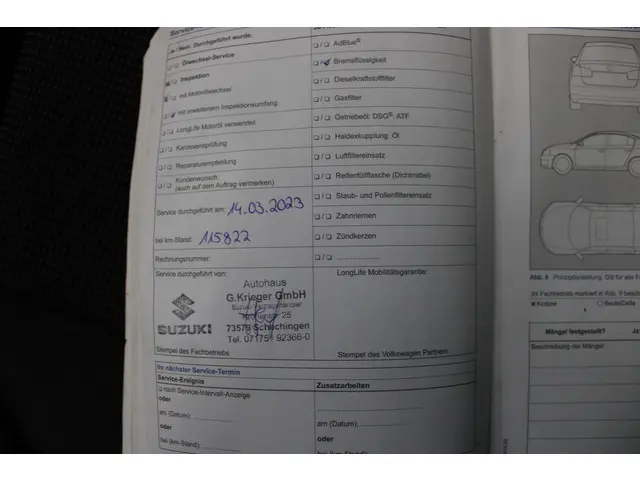 Ja / Nein Durchgeführt wurde:
Ölwechsel-Service
Inspektion
mit Motorölwechsel
mit erweitertem Inspektionsumfang
LongLife Motoröl verwendet
Karosserieprüfung
Reparaturempfehlung
Kundenwunsch
(auch auf dem Auftrag vermerken)
Service durchgeführt am: 14.03.2023
bei km-Stand: 115822
Rechnungsnummer:
Service durchgeführt von:
Autohaus
G.Krieger GmbH
SUZUKI
73579 Schechingen
Tel. 07175/ 92366-0
Stempel des Fachbetriebs
AdBlue®
Bremsflüssigkeit
Dieselkraftstofffilter
Gasfilter
Getriebeöl: DSG®, ATF
Haldexkupplung: Öl
Luftfiltereinsatz
Reifenfüllflasche (Dichtmittel)
Staub- und Pollenfiltereinsatz
Zahnriemen
Zündkerzen
LongLife Mobilitätsgarantie:
Stempel des Volkswagen Partners
Ihr nächster Service-Termin
Service-Ereignis
nach Service-Intervall-Anzeige
oder
am (Datum):
oder
bei (km-Stand):
Zusatzarbeiten
am (Datum):
oder
Mängel festgestellt?
Beschreibung der Mängel: